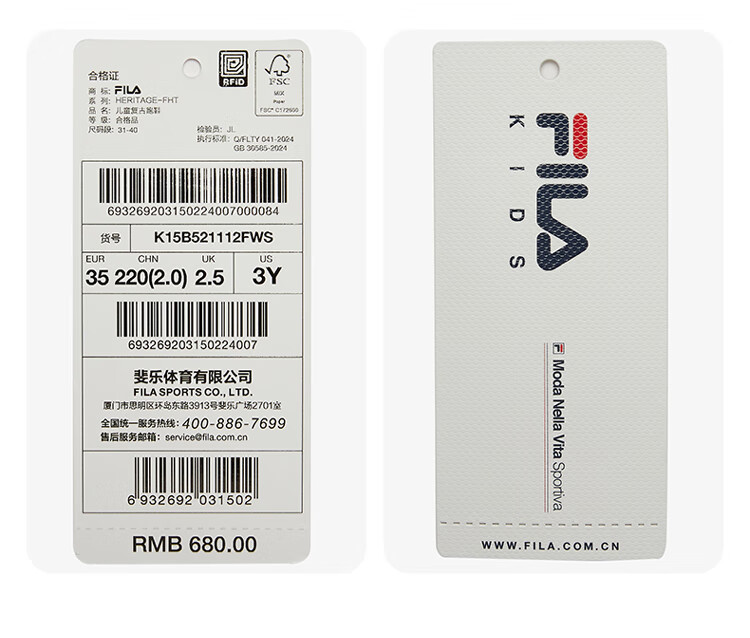 合格证
商 标: FILA
系 列: HERITAGE-FHT
品 名: 儿童复古跑鞋
等 级: 合格品
尺码段: 31-40
检验员: JL
执行标准: Q/FLTY 041-2024
GB 30585-2024
RFID
FSC
MIX
Paper
FSC® C172600
693269203150224007000084
货号 K15B521112FWS
EUR CHN UK US
35 220(2.0) 2.5 3Y
693269203150224007
斐乐体育有限公司
FILA SPORTS CO., LTD.
厦门市思明区环岛东路3913号斐乐广场2701室
全国统一服务热线: 400-886-7699
售后服务邮箱: service@fila.com.cn
6 932692 031502
RMB 680.00
FILA
KIDS
F Moda Nella Vita Sportiva
WWW.FILA.COM.CN